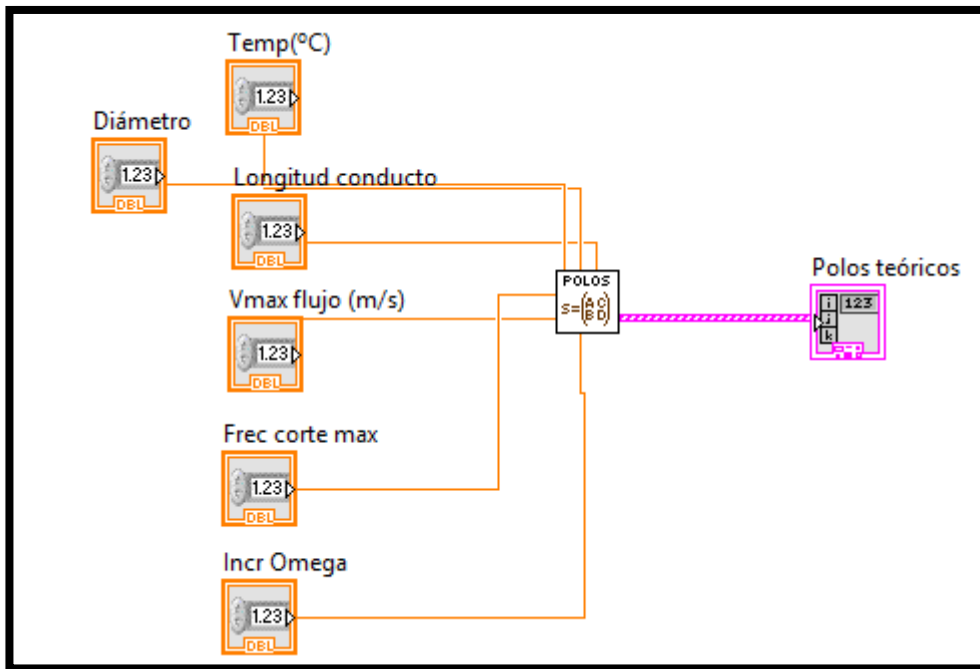 Temp(ºC)
1.23
DBL
Diámetro
1.23
DBL
Longitud conducto
1.23
DBL
POLOS
S=(A C
B D)
Polos teóricos
i 123
j
k
Vmax flujo (m/s)
1.23
DBL
Frec corte max
1.23
DBL
Incr Omega
1.23
DBL